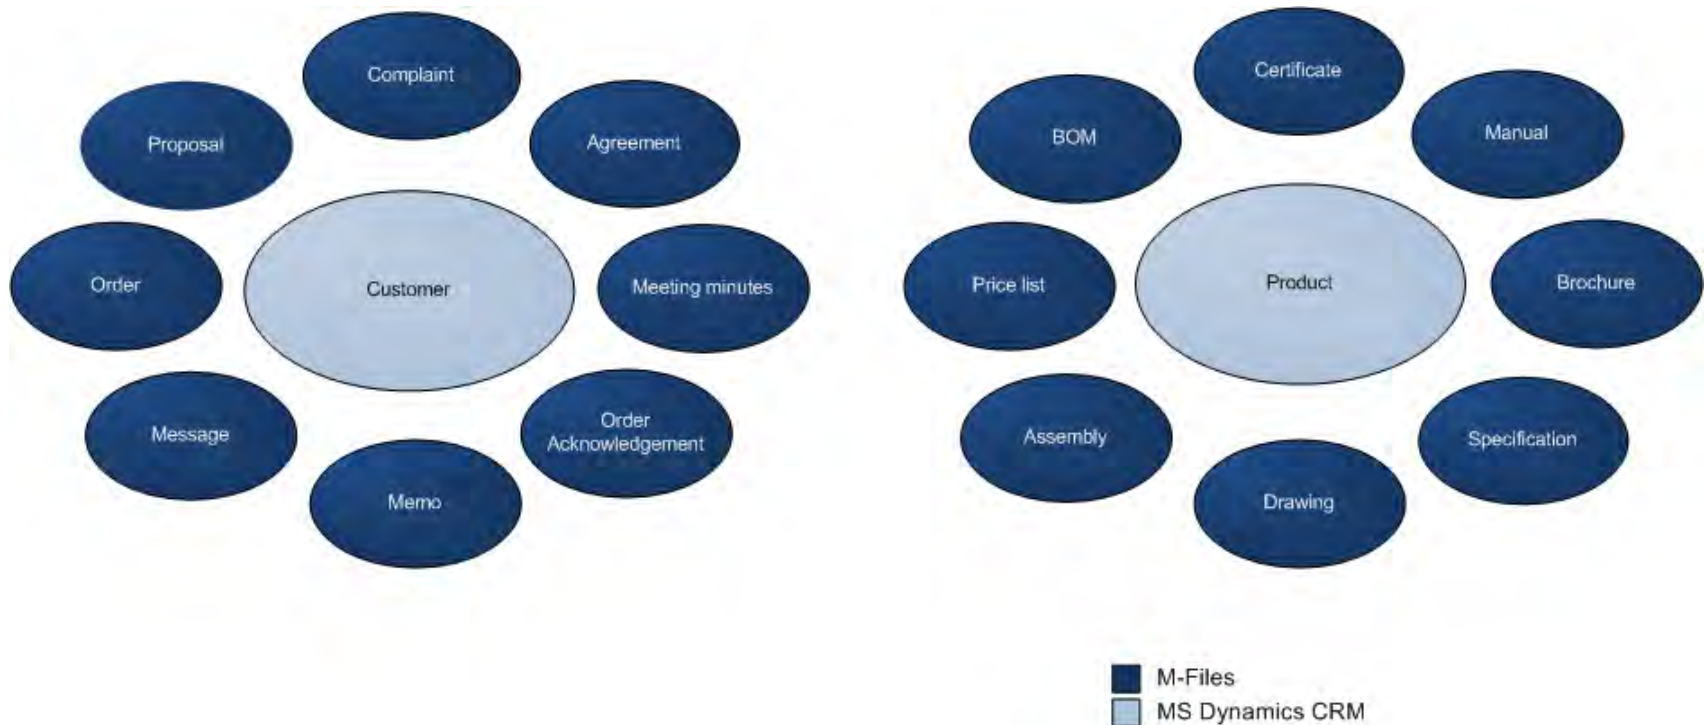 Complaint
Proposal
Agreement
Order
Customer
Meeting minutes
Message
Order
Acknowledgement
Memo
Certificate
BOM
Manual
Price list
Product
Brochure
Assembly
Specification
Drawing
M-Files
MS Dynamics CRM